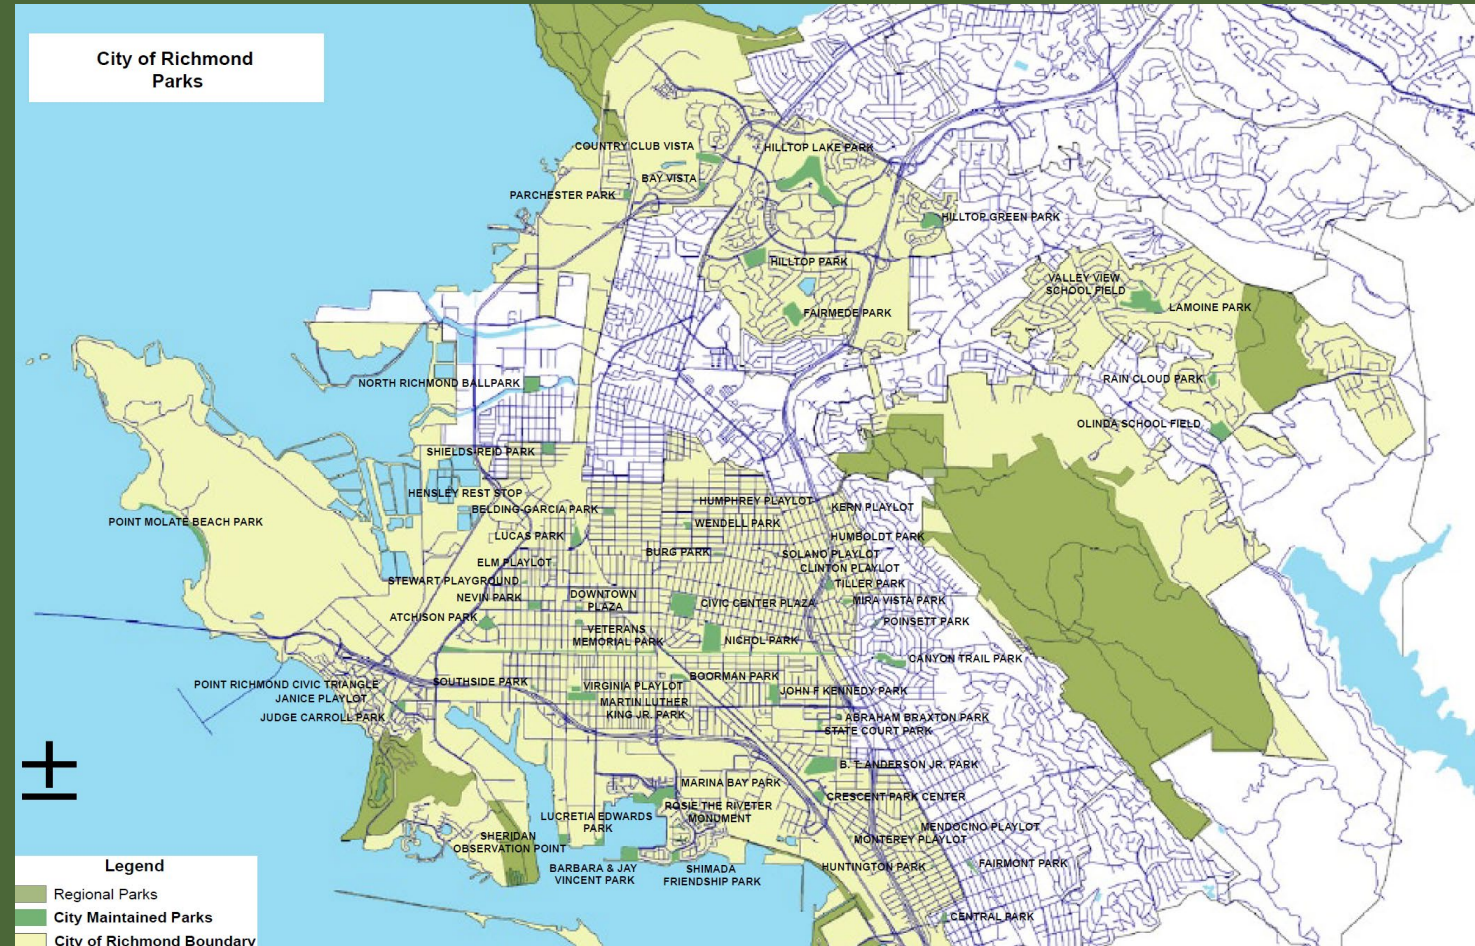 City of Richmond
Parks
COUNTRY CLUB VISTA
HILLTOP LAKE PARK
BAY VISTA
PARCHESTER PARK
HILLTOP GREEN PARK
HILLTOP PARK
VALLEY VIEW
SCHOOL FIELD
LAMOINE PARK
FAIRMEDE PARK
NORTH RICHMOND BALLPARK
RAIN CLOUD PARK
OLINDA SCHOOL FIELD
SHIELDS-REID PARK
HENSLEY REST STOP
HUMPHREY PLAYLOT
KERN PLAYLOT
BELDING GARCIA PARK
POINT MOLATE BEACH PARK
WENDELL PARK
LUCAS PARK
HUMBOLDT PARK
BURG PARK
SOLANO PLAYLOT
ELM PLAYLOT
CLINTON PLAYLOT
STEWART PLAYGROUND
TILLER PARK
NEVIN PARK
DOWNTOWN
PLAZA
CIVIC CENTER PLAZA
MIRA VISTA PARK
ATCHISON PARK
POINSETT PARK
VETERANS
MEMORIAL PARK
NICHOL PARK
CANYON TRAIL PARK
BOORMAN PARK
POINT RICHMOND CIVIC TRIANGLE
SOUTHSIDE PARK
VIRGINIA PLAYLOT
JOHN F KENNEDY PARK
JANICE PLAYLOT
MARTIN LUTHER
KING JR. PARK
JUDGE CARROLL PARK
ABRAHAM BRAXTON PARK
STATE COURT PARK
B. T. ANDERSON JR. PARK
MARINA BAY PARK
CRESCENT PARK CENTER
ROSIE THE RIVETER
MONUMENT
LUCRETIA EDWARDS
PARK
MENDOCINO PLAYLOT
SHERIDAN
OBSERVATION POINT
MONTEREY PLAYLOT
BARBARA & JAY
VINCENT PARK
SHIMADA
FRIENDSHIP PARK
HUNTINGTON PARK
FAIRMONT PARK
CENTRAL PARK
Legend
Regional Parks
City Maintained Parks
City of Richmond Boundary